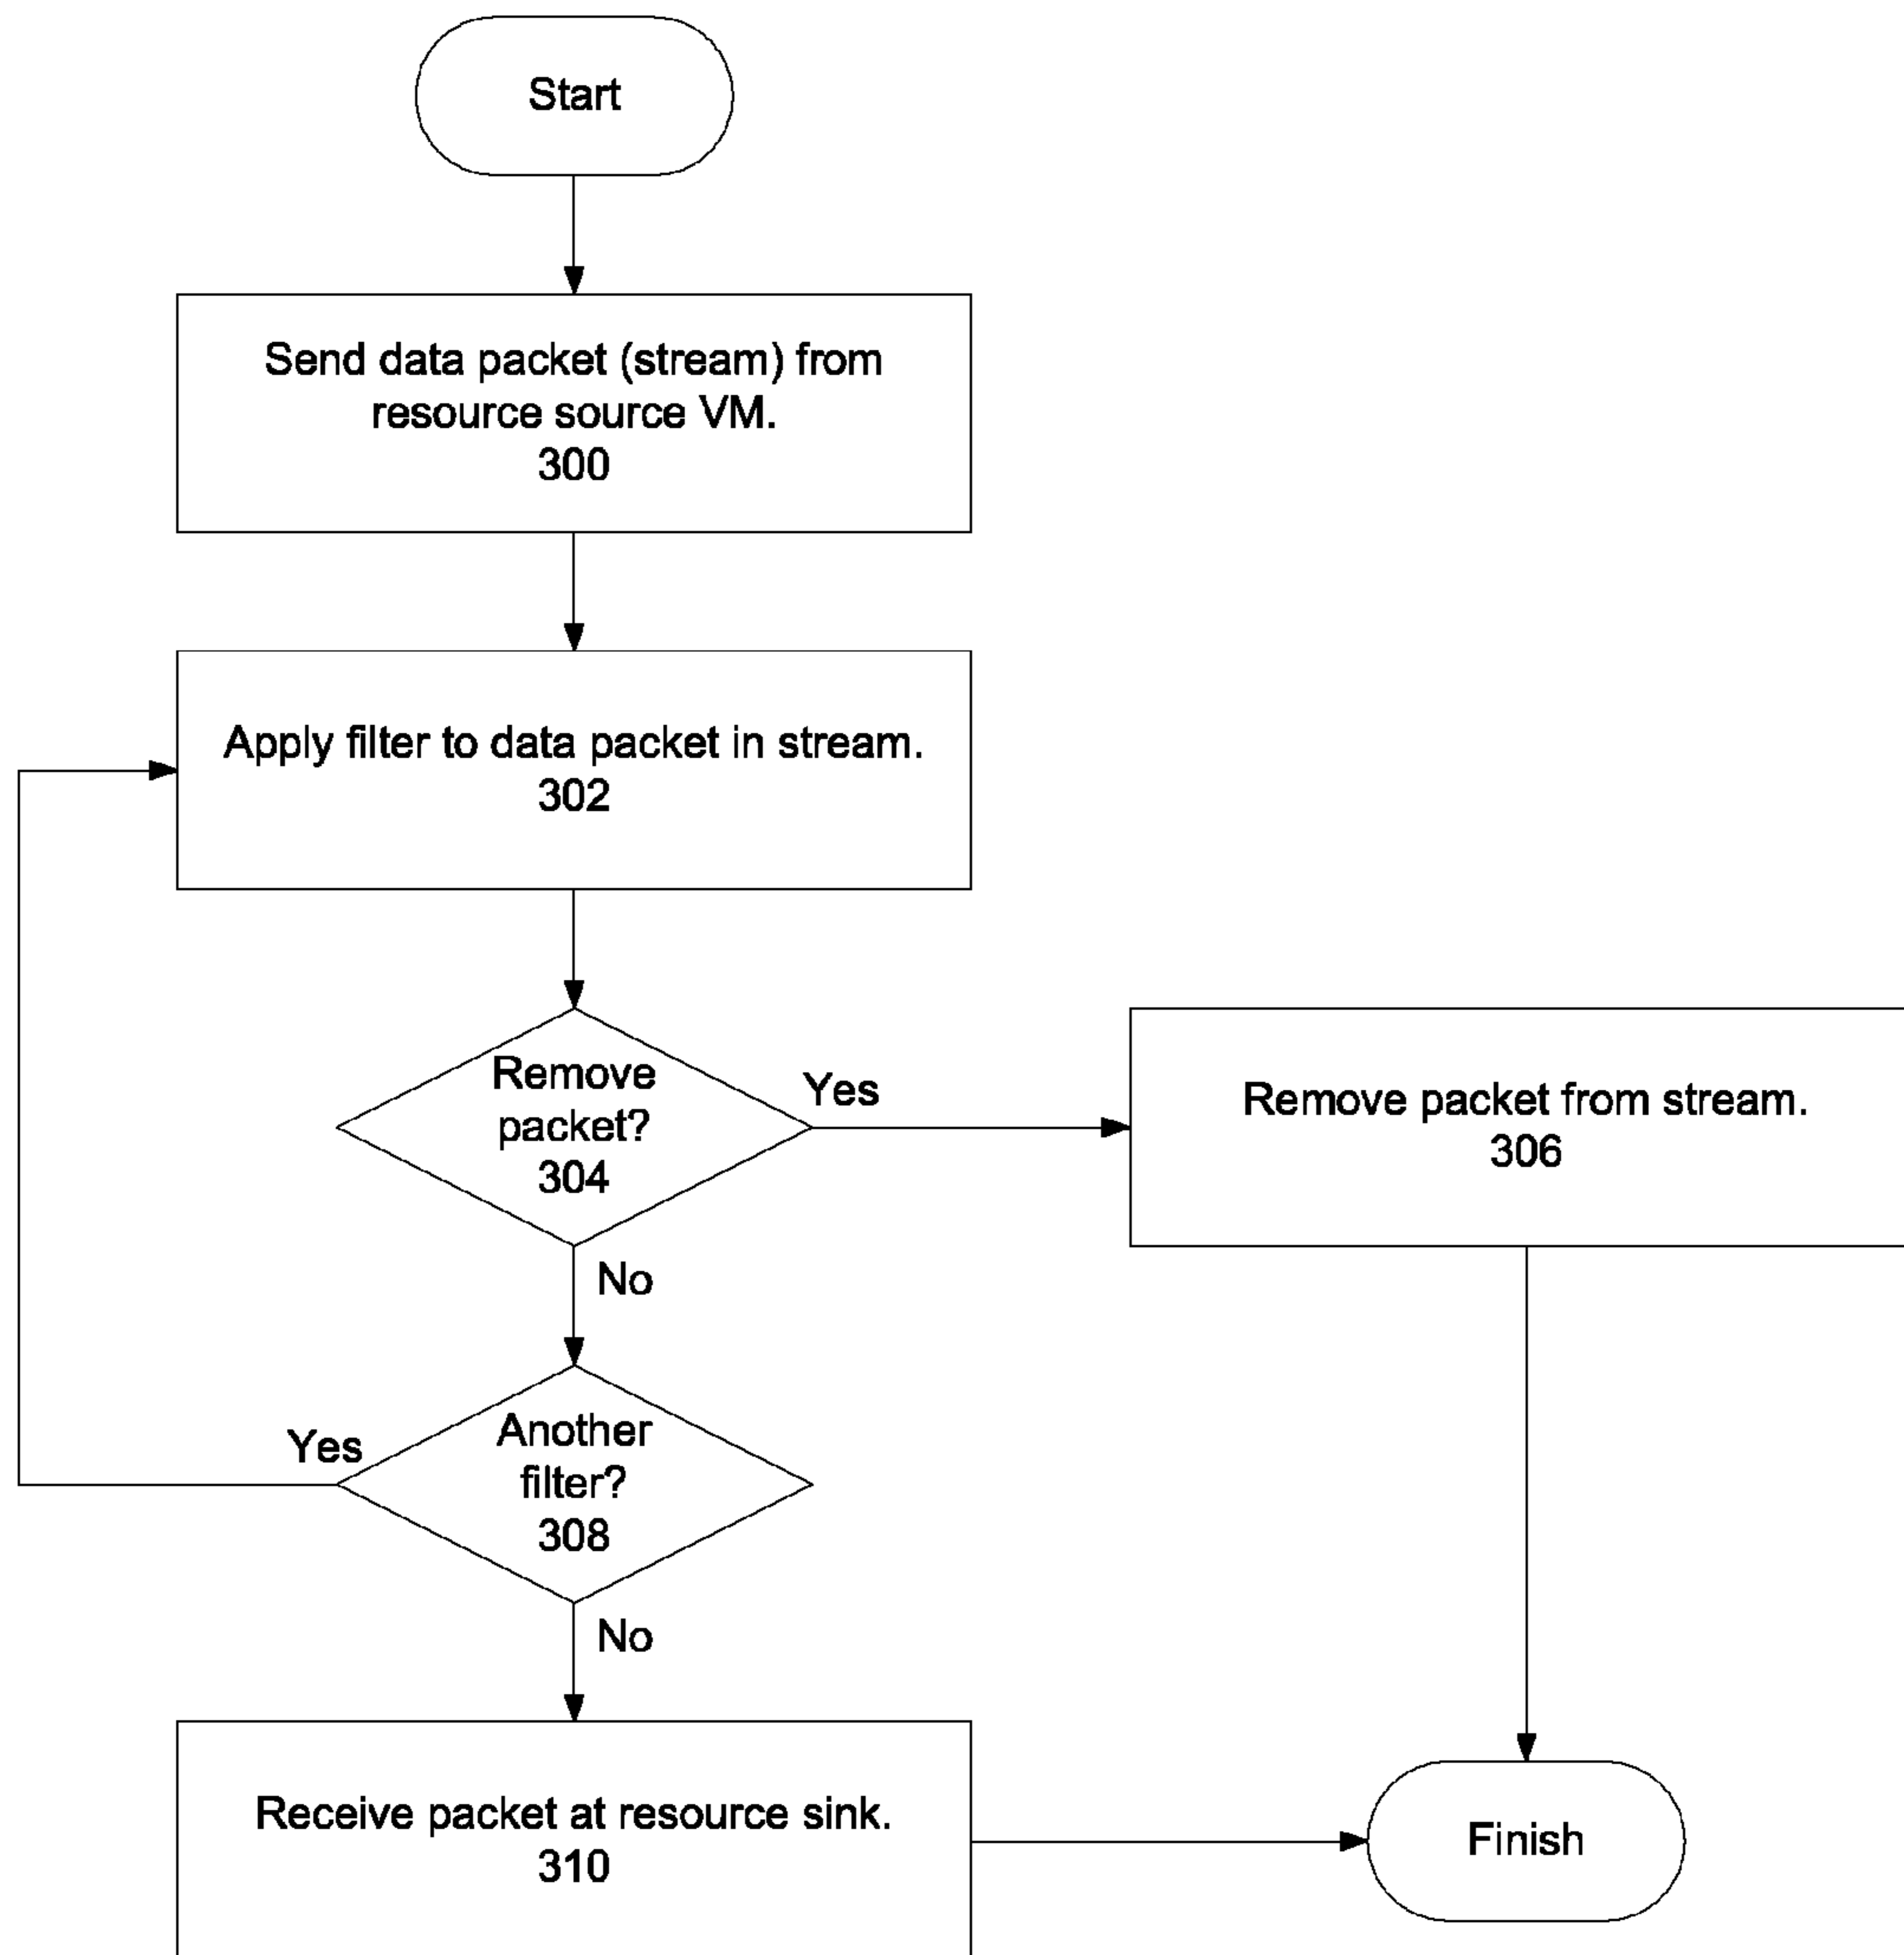 Start
Send data packet (stream) from
resource source VM.
300
Apply filter to data packet in stream.
302
Remove
packet?
304
Yes
Remove packet from stream.
306
No
Another
filter?
308
Yes
No
Receive packet at resource sink.
310
Finish